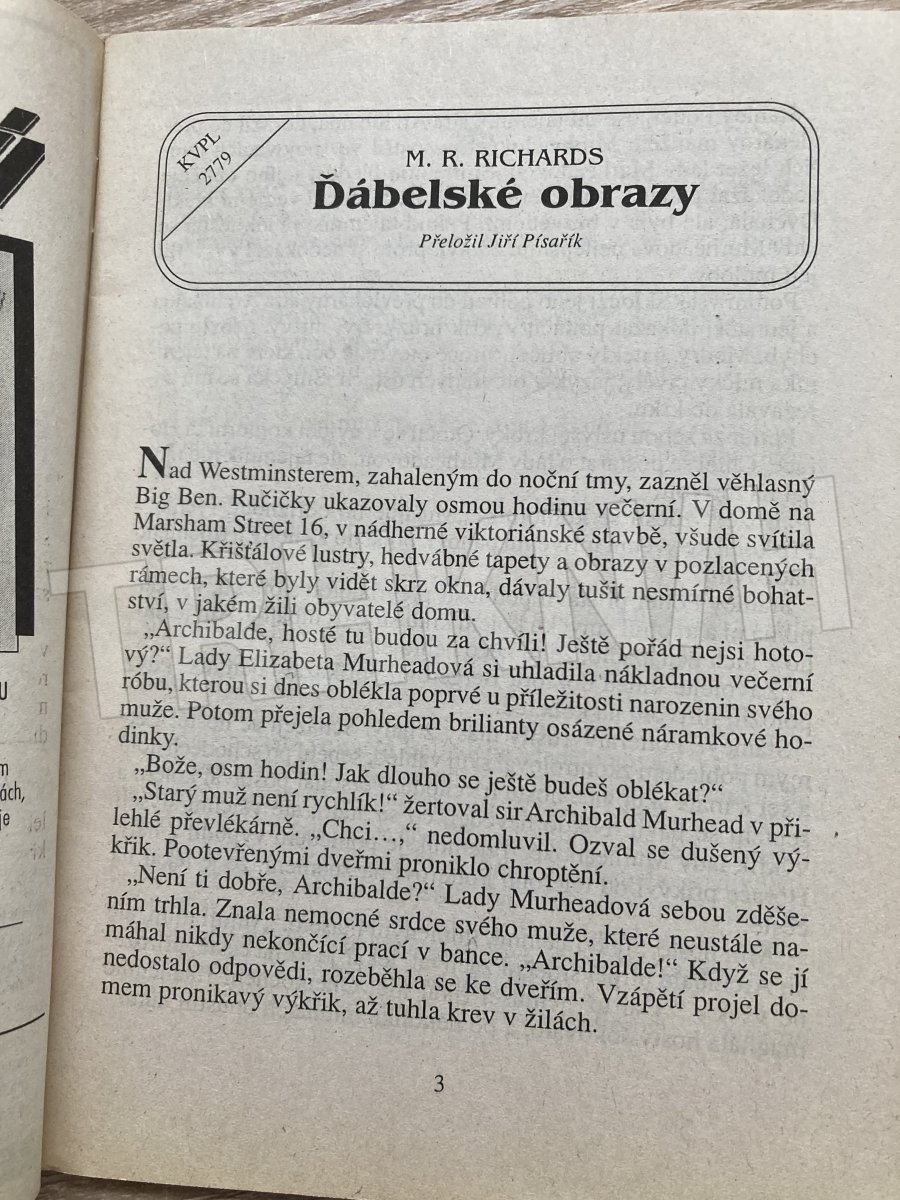 KVPL
2779
M. R. RICHARDS
Ďábelské obrazy
Přeložil Jiří Písařík
Nad Westminsterem, zahaleným do noční tmy, zazněl věhlasný
Big Ben. Ručičky ukazovaly osmou hodinu večerní. V domě na
Marsham Street 16, v nádherné viktoriánské stavbě, všude svítila
světla. Křišťálové lustry, hedvábné tapety a obrazy v pozlacených
rámech, které byly vidět skrz okna, dávaly tušit nesmírné bohat-
ství, v jakém žili obyvatelé domu.
„Archibalde, hosté tu budou za chvíli! Ještě pořád nejsi hoto-
vý?“ Lady Elizabeta Murheadová si uhladila nákladnou večerní
róbu, kterou si dnes oblékla poprvé u příležitosti narozenin svého
muže. Potom přejela pohledem brilianty osázené náramkové ho-
dinky.
„Bože, osm hodin! Jak dlouho se ještě budeš oblékat?“
„Starý muž není rychlík!“ žertoval sir Archibald Murhead v při-
lehlé převlékárně. „Chci…,“ nedomluvil. Ozval se dušený vý-
křik. Pootevřenými dveřmi proniklo chroptění.
„Není ti dobře, Archibalde?“ Lady Murheadová sebou zděše-
ním trhla. Znala nemocné srdce svého muže, které neustále na-
máhal nikdy nekončící prací v bance. „Archibalde!“ Když se jí
nedostalo odpovědi, rozeběhla se ke dveřím. Vzápětí projel do-
mem pronikavý výkřik, až tuhla krev v žilách.
3